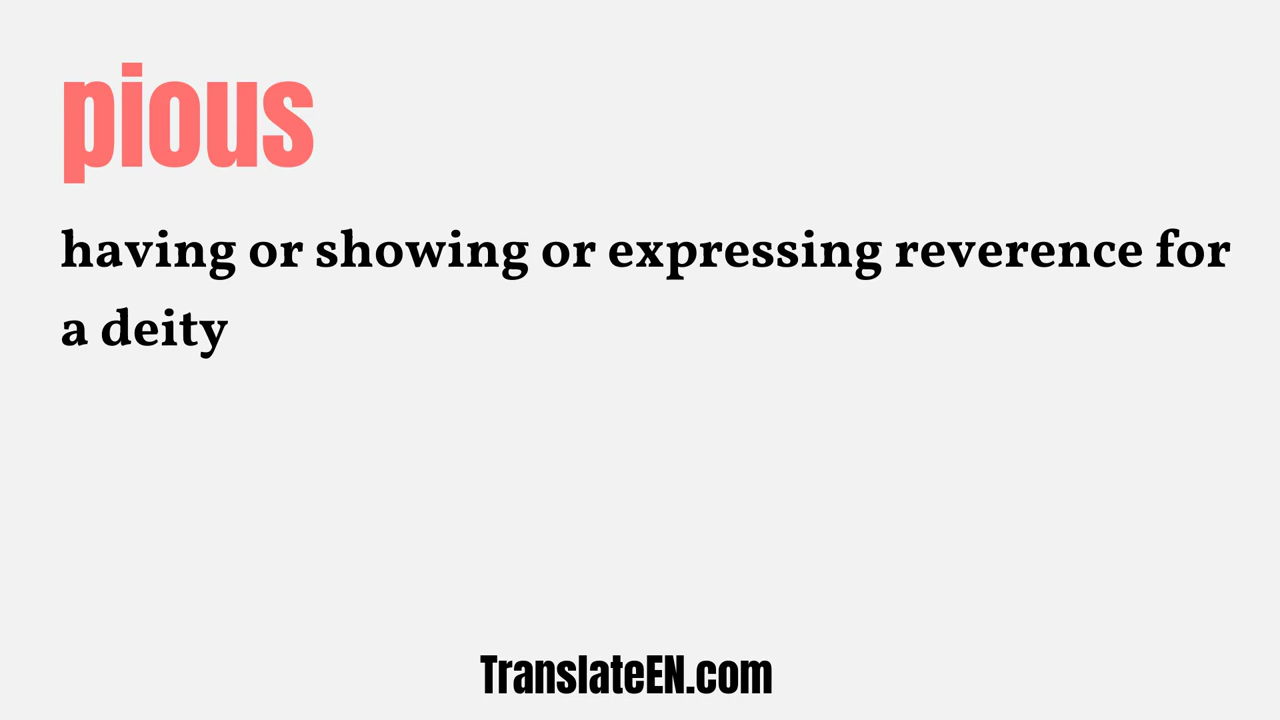 pious
having or showing or expressing reverence for
a deity
TranslateEN.com